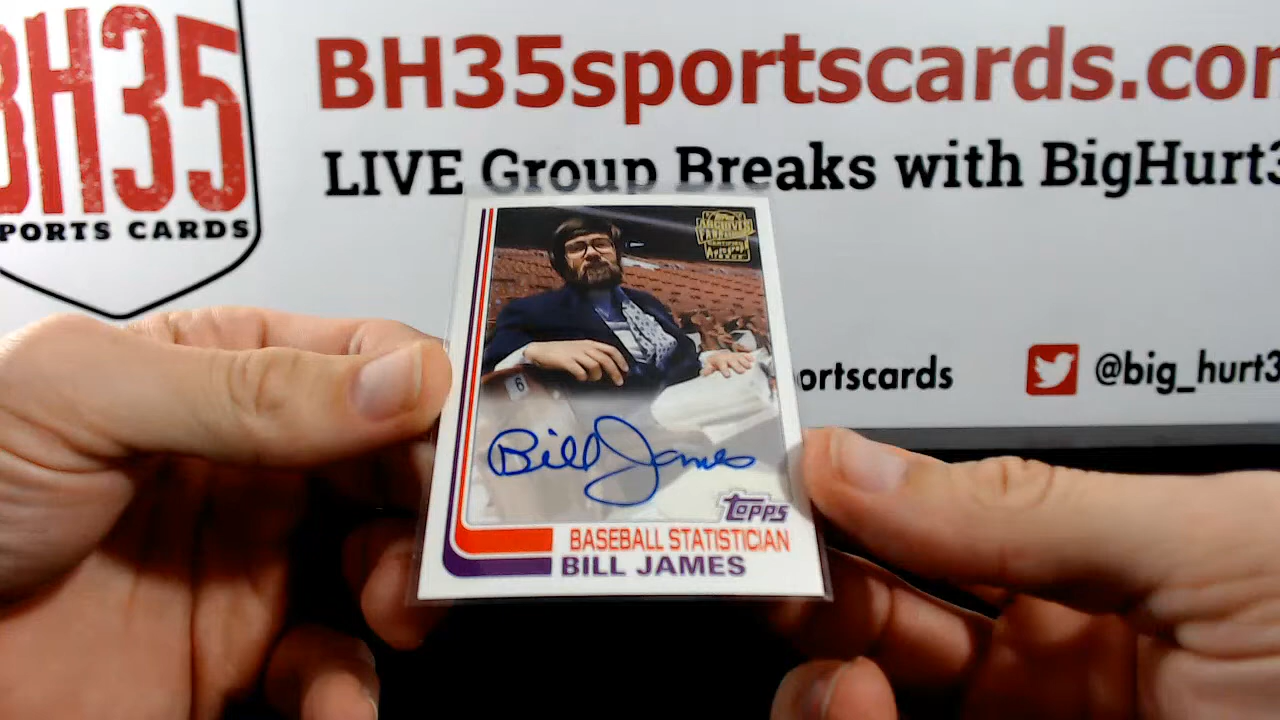 BH35
SPORTS CARDS
BH35sportscards.com
LIVE Group Breaks with BigHurt3
ortscards
@big_hurt3
6
Bill James
Topps
BASEBALL STATISTICIAN
BILL JAMES